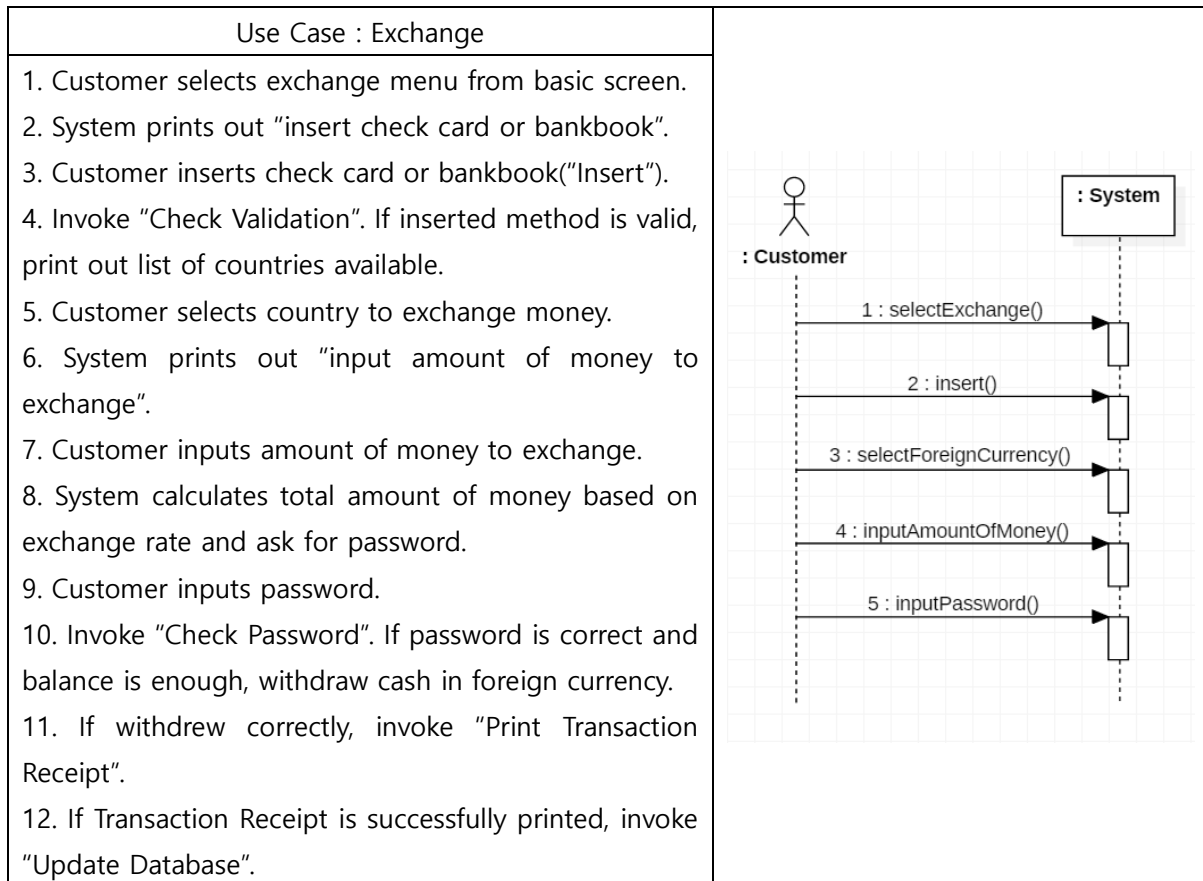 Use Case : Exchange
1. Customer selects exchange menu from basic screen.
2. System prints out “insert check card or bankbook”.
3. Customer inserts check card or bankbook(“Insert”).
4. Invoke “Check Validation”. If inserted method is valid,
print out list of countries available.
5. Customer selects country to exchange money.
6. System prints out “input amount of money to
exchange”.
7. Customer inputs amount of money to exchange.
8. System calculates total amount of money based on
exchange rate and ask for password.
9. Customer inputs password.
10. Invoke “Check Password”. If password is correct and
balance is enough, withdraw cash in foreign currency.
11. If withdrew correctly, invoke “Print Transaction
Receipt”.
12. If Transaction Receipt is successfully printed, invoke
“Update Database”.
: System
: Customer
1 : selectExchange()
2 : insert()
3 : selectForeignCurrency()
4 : inputAmountOfMoney()
5 : inputPassword()